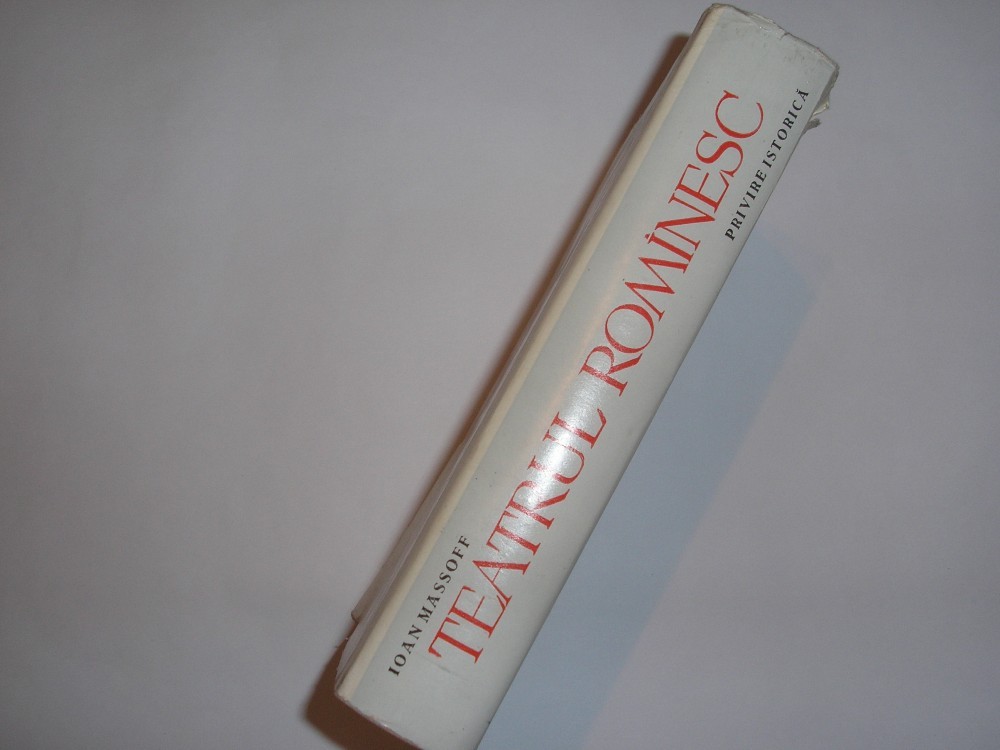 IOAN MASSOFF
TEATRUL ROMÎNESC
PRIVIRE ISTORICĂ